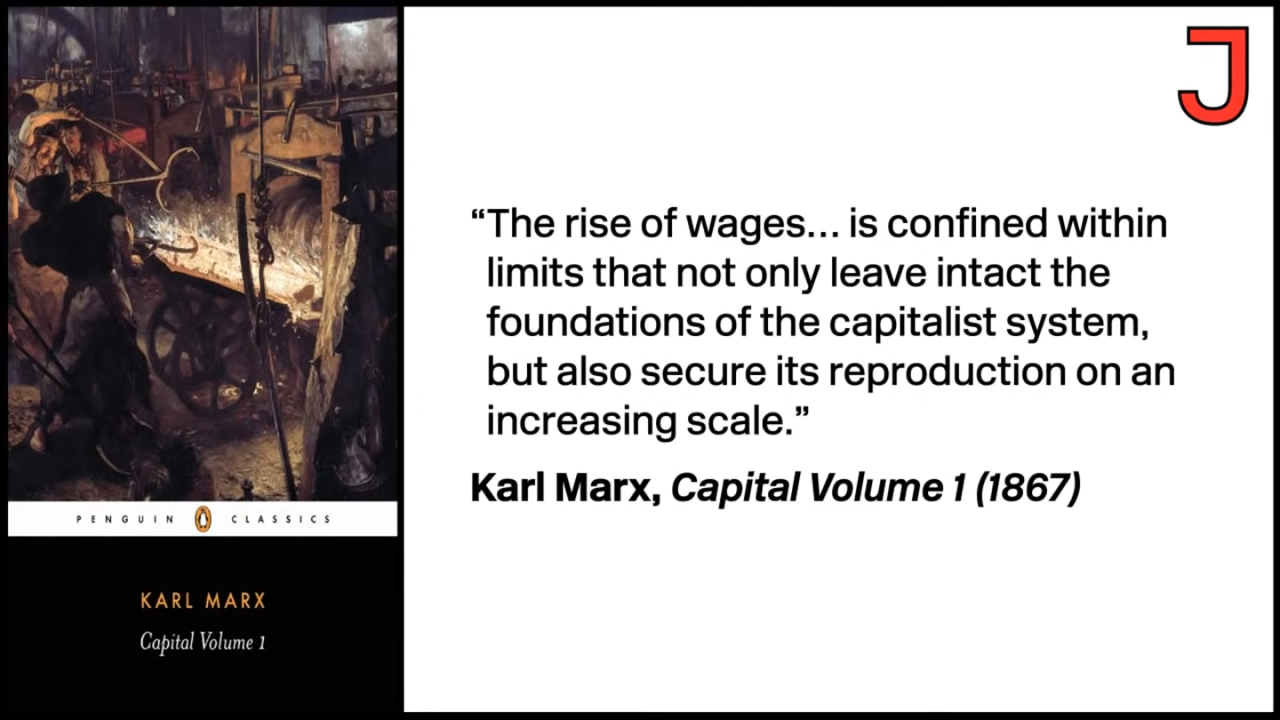 PENGUIN CLASSICS
KARL MARX
Capital Volume 1
J
“The rise of wages... is confined within
limits that not only leave intact the
foundations of the capitalist system,
but also secure its reproduction on an
increasing scale.”
Karl Marx, Capital Volume 1 (1867)